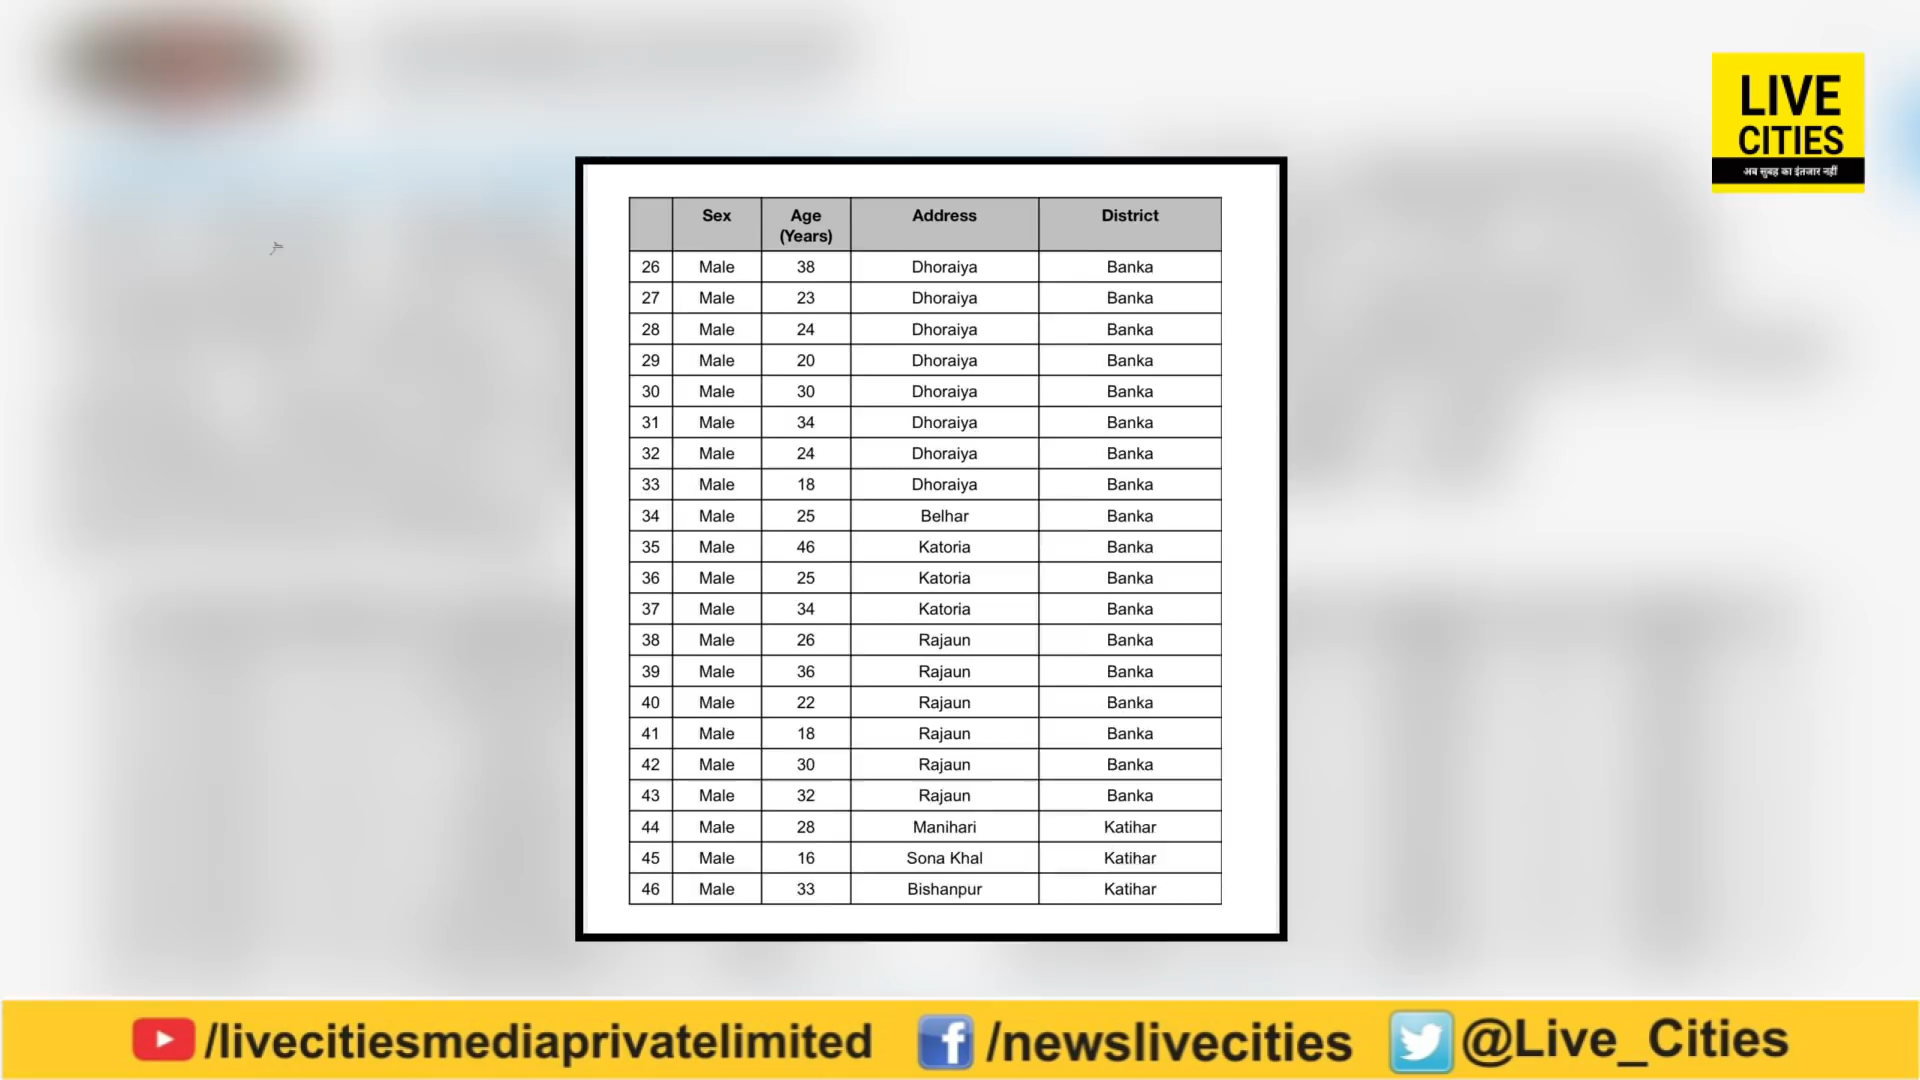 LIVE
CITIES
अब सुबह का इंतजार नहीं
Sex Age (Years) Address District
26 Male 38 Dhoraiya Banka
27 Male 23 Dhoraiya Banka
28 Male 24 Dhoraiya Banka
29 Male 20 Dhoraiya Banka
30 Male 30 Dhoraiya Banka
31 Male 34 Dhoraiya Banka
32 Male 24 Dhoraiya Banka
33 Male 18 Dhoraiya Banka
34 Male 25 Belhar Banka
35 Male 46 Katoria Banka
36 Male 25 Katoria Banka
37 Male 34 Katoria Banka
38 Male 26 Rajaun Banka
39 Male 36 Rajaun Banka
40 Male 22 Rajaun Banka
41 Male 18 Rajaun Banka
42 Male 30 Rajaun Banka
43 Male 32 Rajaun Banka
44 Male 28 Manihari Katihar
45 Male 16 Sona Khal Katihar
46 Male 33 Bishanpur Katihar
/livecitiesmediaprivatelimited /newslivecities @Live_Cities